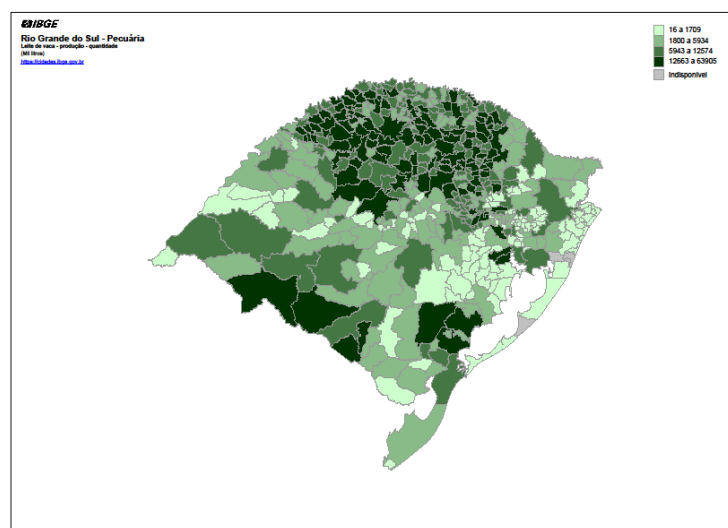 IBGE
Rio Grande do Sul - Pecuária
Leite de vaca - produção - quantidade
(Mil litros)
https://cidades.ibge.gov.br
16 a 1709
1800 a 5934
5943 a 12574
12663 a 63905
Indisponível